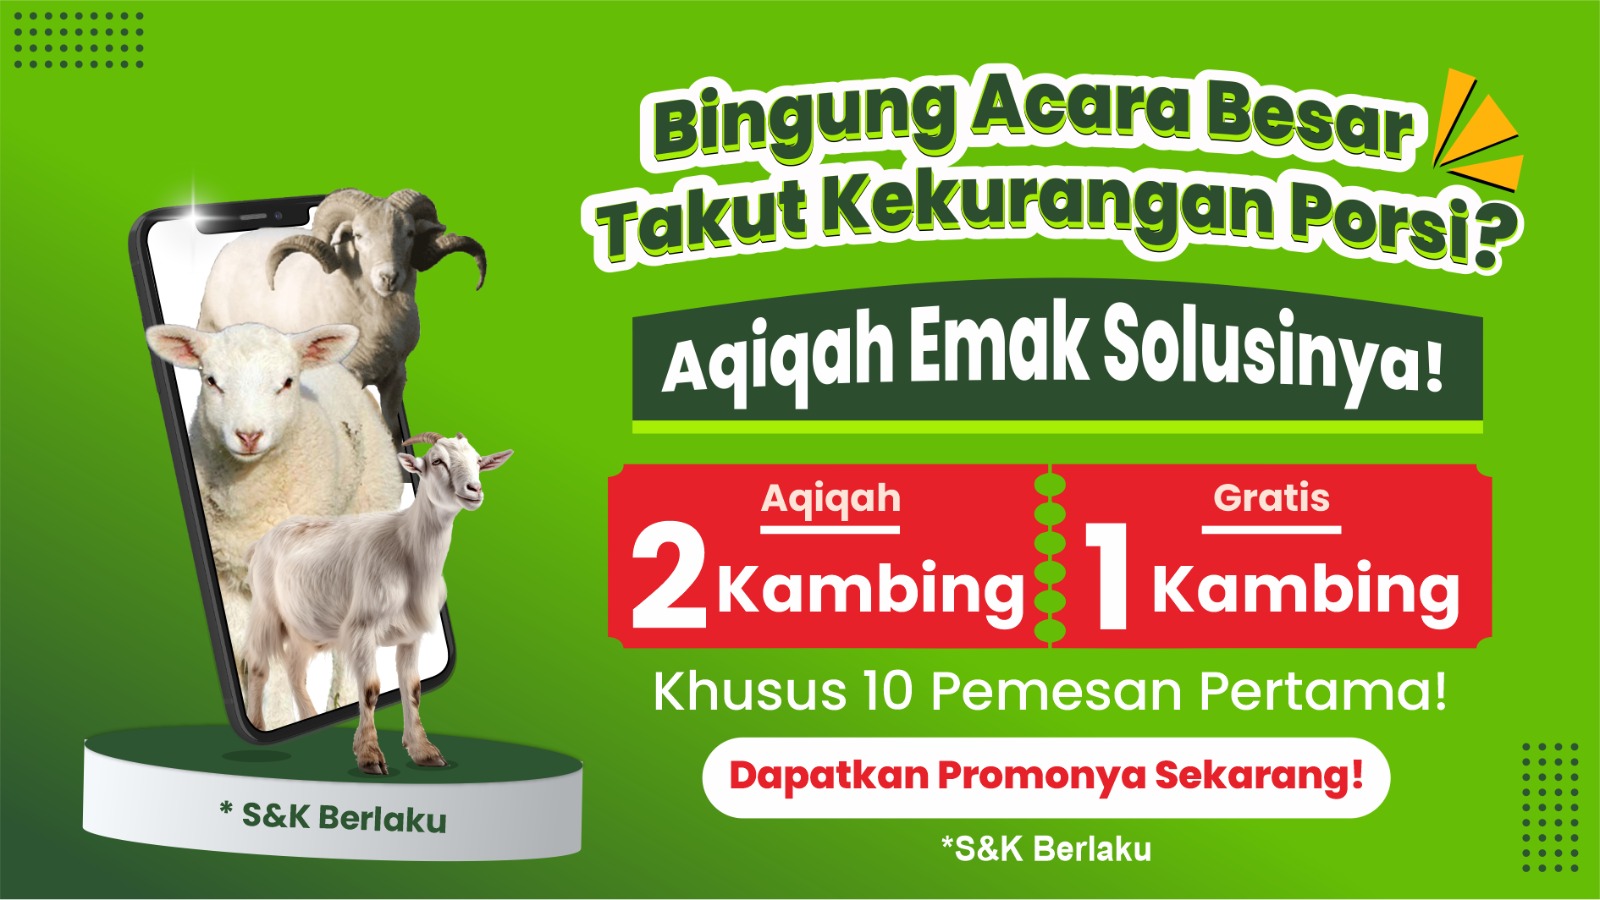 Bingung Acara Besar
Takut Kekurangan Porsi?
Aqiqah Emak Solusinya!
Aqiqah
2 Kambing
Gratis
1 Kambing
Khusus 10 Pemesan Pertama!
Dapatkan Promonya Sekarang!
*S&K Berlaku
* S&K Berlaku